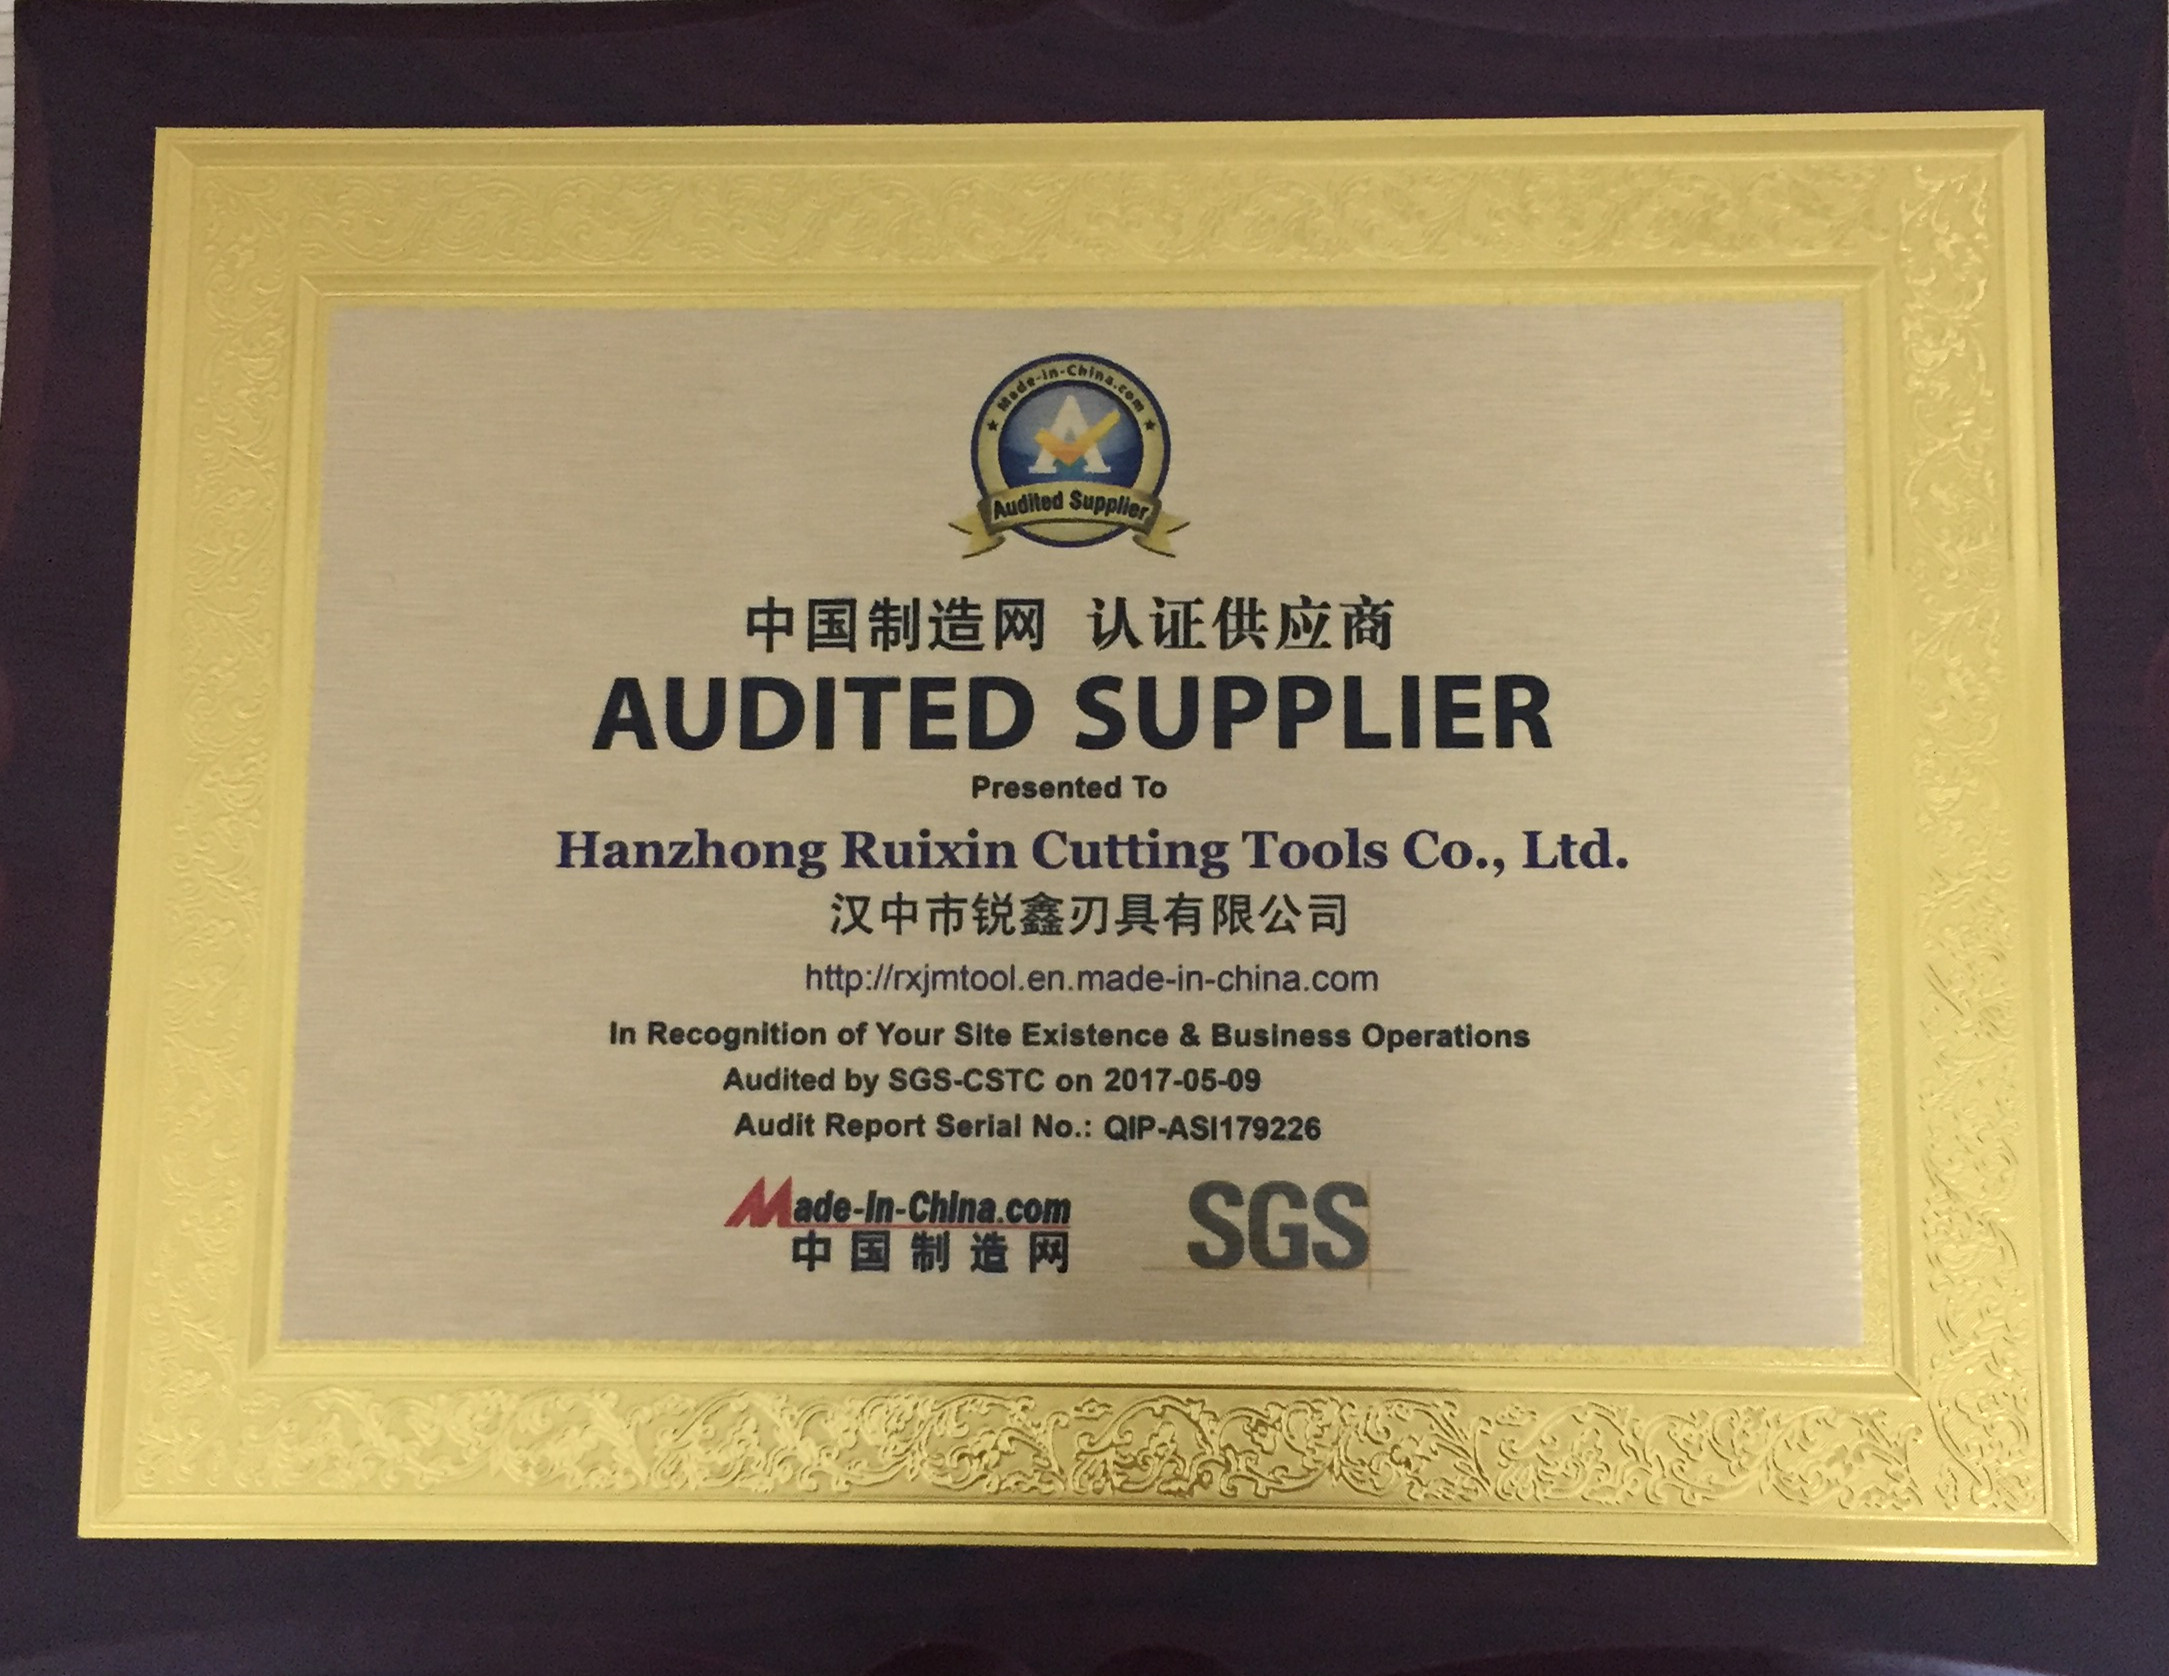 Made-in-China.com
A
Audited Supplier
中国制造网 认证供应商
AUDITED SUPPLIER
Presented To
Hanzhong Ruixin Cutting Tools Co., Ltd.
汉中市锐鑫刃具有限公司
http://rxjmtool.en.made-in-china.com
In Recognition of Your Site Existence & Business Operations
Audited by SGS-CSTC on 2017-05-09
Audit Report Serial No.: QIP-ASI179226
Made-in-China.com
中国制造网
SGS